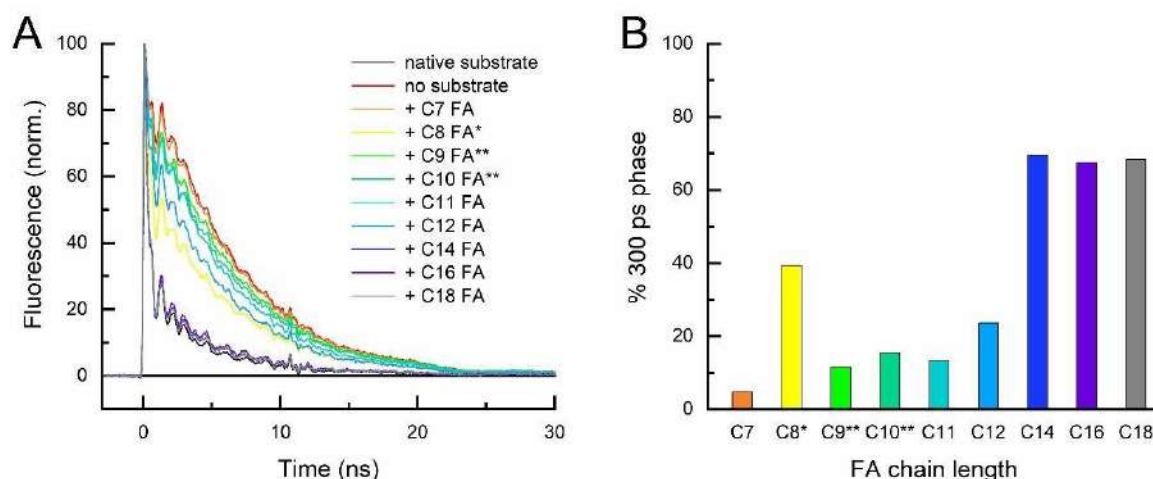 A
100
80
60
40
20
0
Fluorescence (norm.)
0
10
20
30
Time (ns)
native substrate
no substrate
+ C7 FA
+ C8 FA*
+ C9 FA**
+ C10 FA**
+ C11 FA
+ C12 FA
+ C14 FA
+ C16 FA
+ C18 FA
B
100
80
60
40
20
0
% 300 ps phase
C7 C8* C9** C10** C11 C12 C14 C16 C18
FA chain length